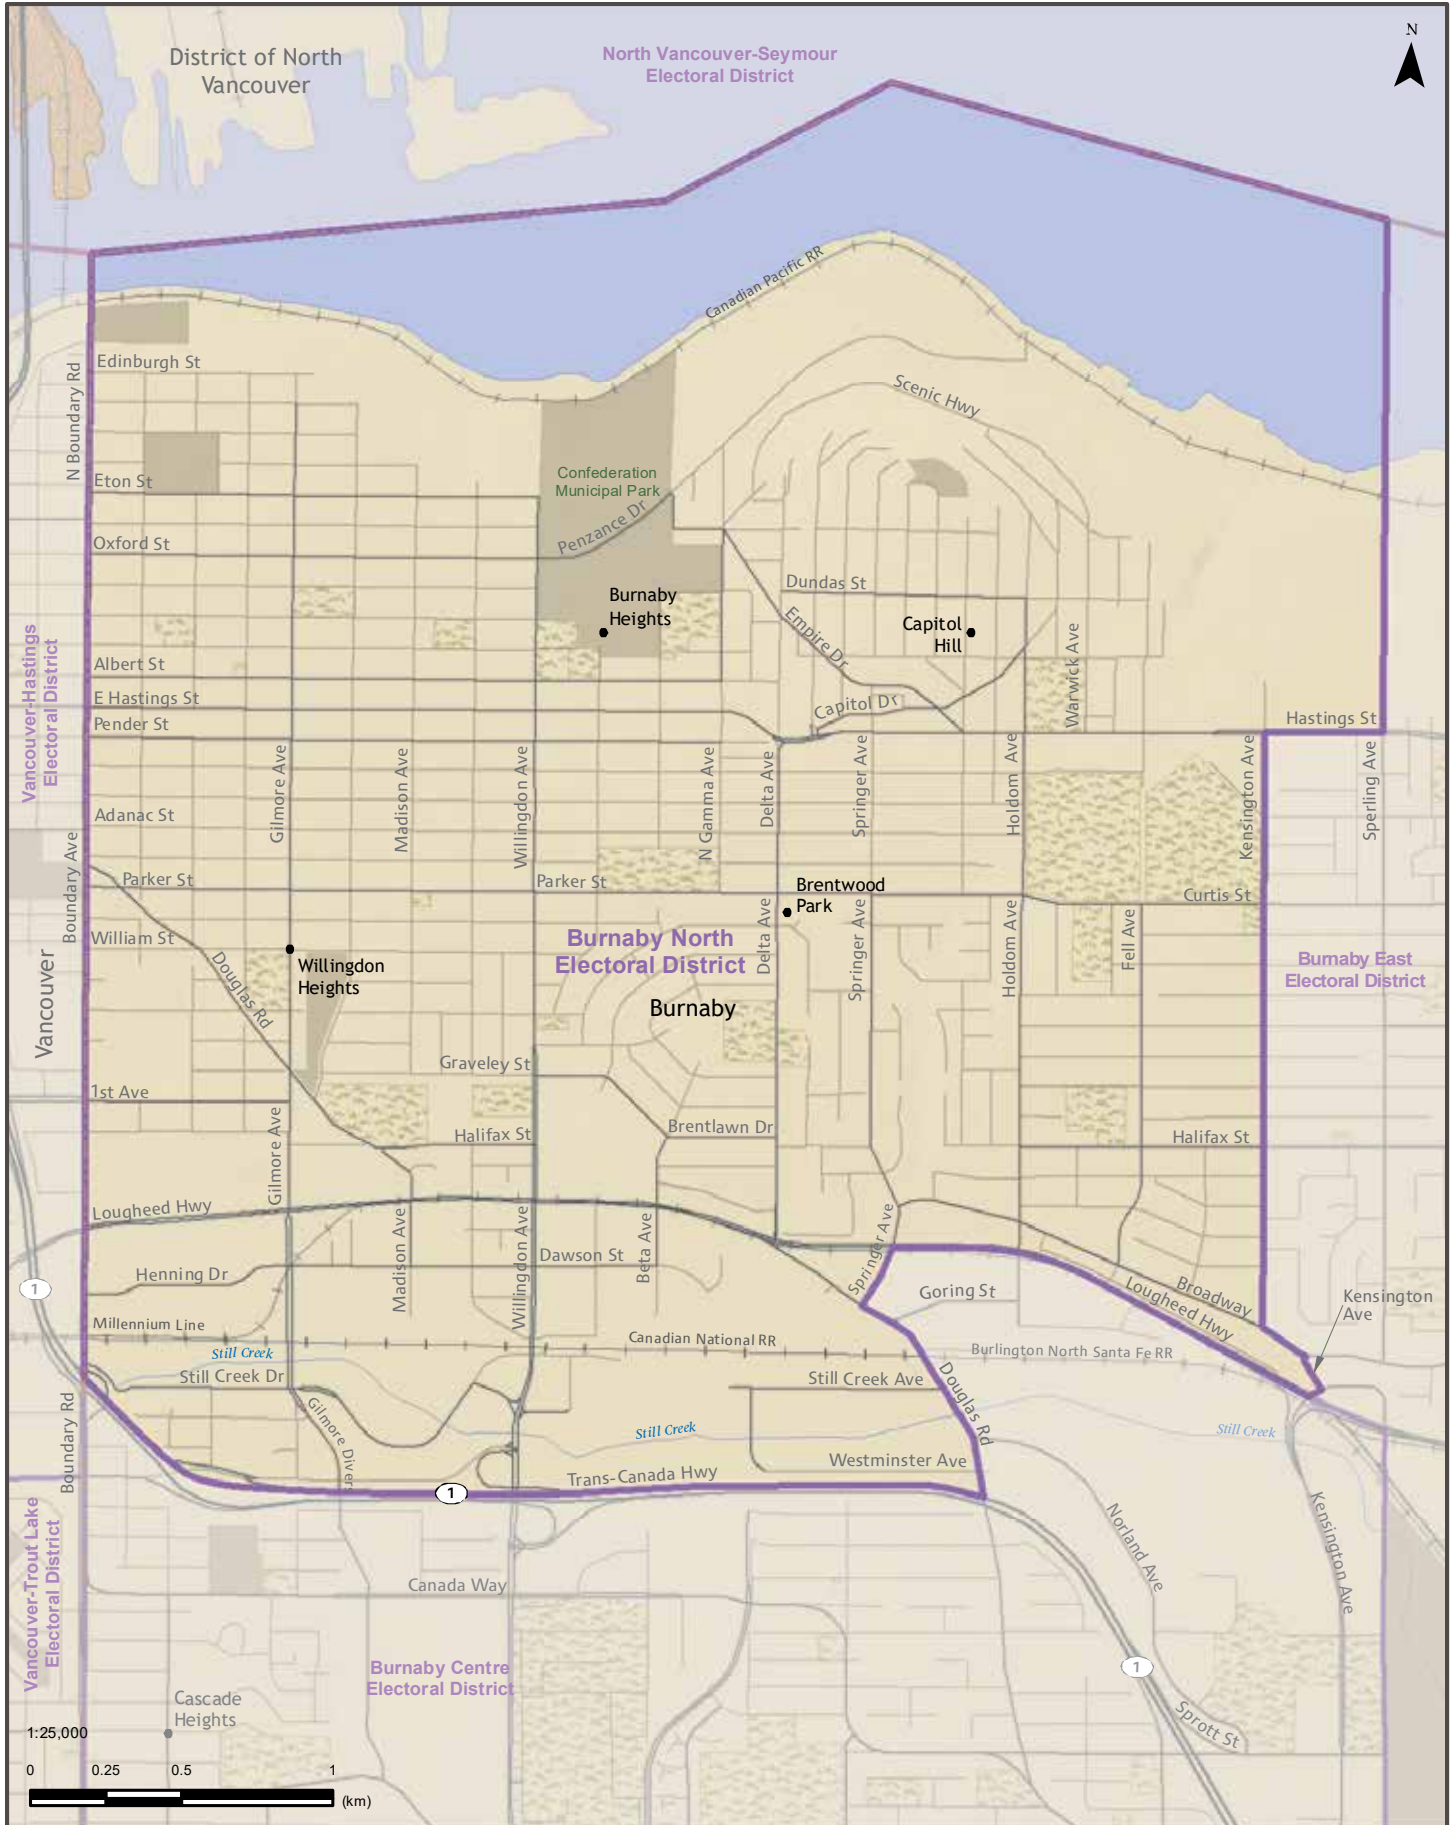 N
District of North
Vancouver
North Vancouver-Seymour
Electoral District
Canadian Pacific RR
Edinburgh St
N Boundary Rd
Scenic Hwy
Eton St
Confederation
Municipal Park
Penzance Dr
Oxford St
Dundas St
Burnaby
Heights
Empire Dr
Capitol
Hill
Vancouver-Hastings
Electoral District
Albert St
Warwick Ave
E Hastings St
Capitol Dr
Pender St
Hastings St
Gilmore Ave
Madison Ave
Willingdon Ave
N Gamma Ave
Delta Ave
Springer Ave
Holdom Ave
Kensington Ave
Sperling Ave
Adanac St
Boundary Ave
Parker St
Parker St
Brentwood
Park
Curtis St
William St
Burnaby North
Electoral District
Delta Ave
Springer Ave
Holdom Ave
Fell Ave
Burnaby East
Electoral District
Willingdon
Heights
Douglas Rd
Vancouver
Burnaby
Graveley St
1st Ave
Gilmore Ave
Halifax St
Brentlawn Dr
Halifax St
Lougheed Hwy
Madison Ave
Willingdon Ave
Beta Ave
Dawson St
Springer Ave
Henning Dr
1
Goring St
Broadway
Lougheed Hwy
Kensington
Ave
Millennium Line
Canadian National RR
Burlington North Santa Fe RR
Still Creek
Still Creek Dr
Still Creek Ave
Douglas Rd
Boundary Rd
Gilmore Divers
Still Creek
Still Creek
Westminster Ave
Trans-Canada Hwy
1
Vancouver-Trout Lake
Electoral District
Norland Ave
Kensington Ave
Canada Way
Burnaby Centre
Electoral District
1
Cascade
Heights
Sprott St
1:25,000
0 0.25 0.5 1
(km)